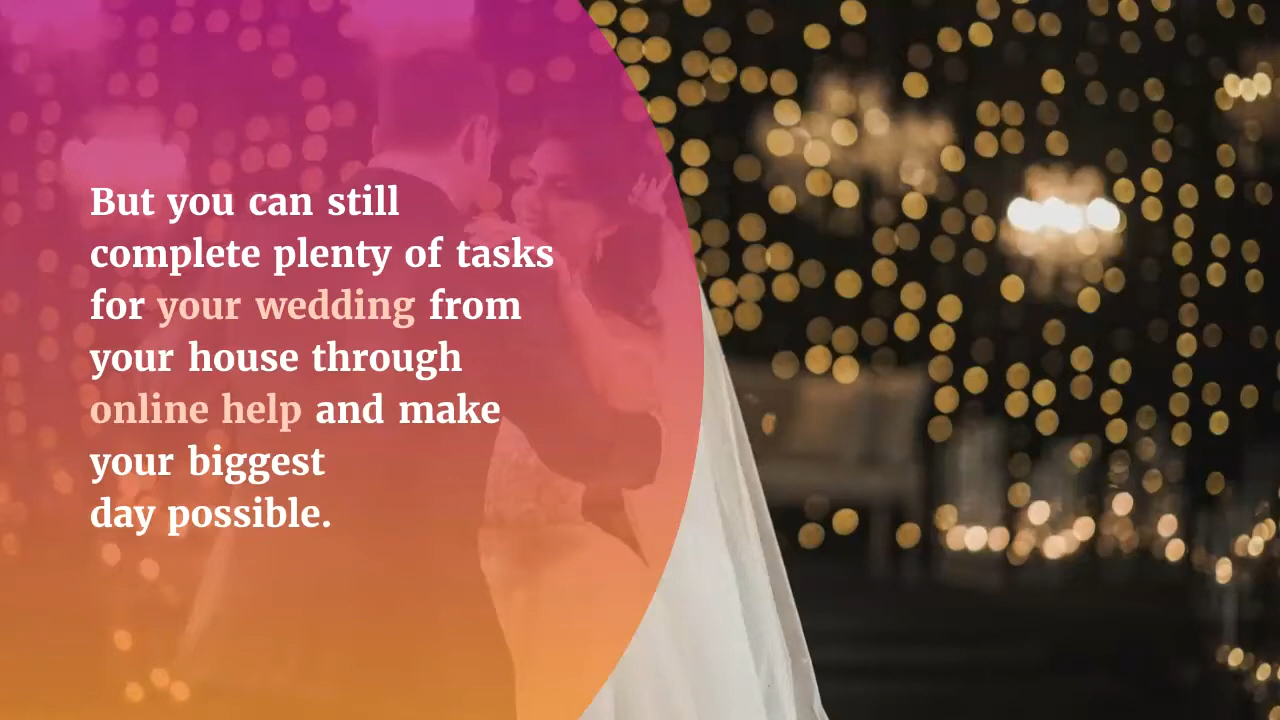 But you can still
complete plenty of tasks
for your wedding from
your house through
online help and make
your biggest
day possible.